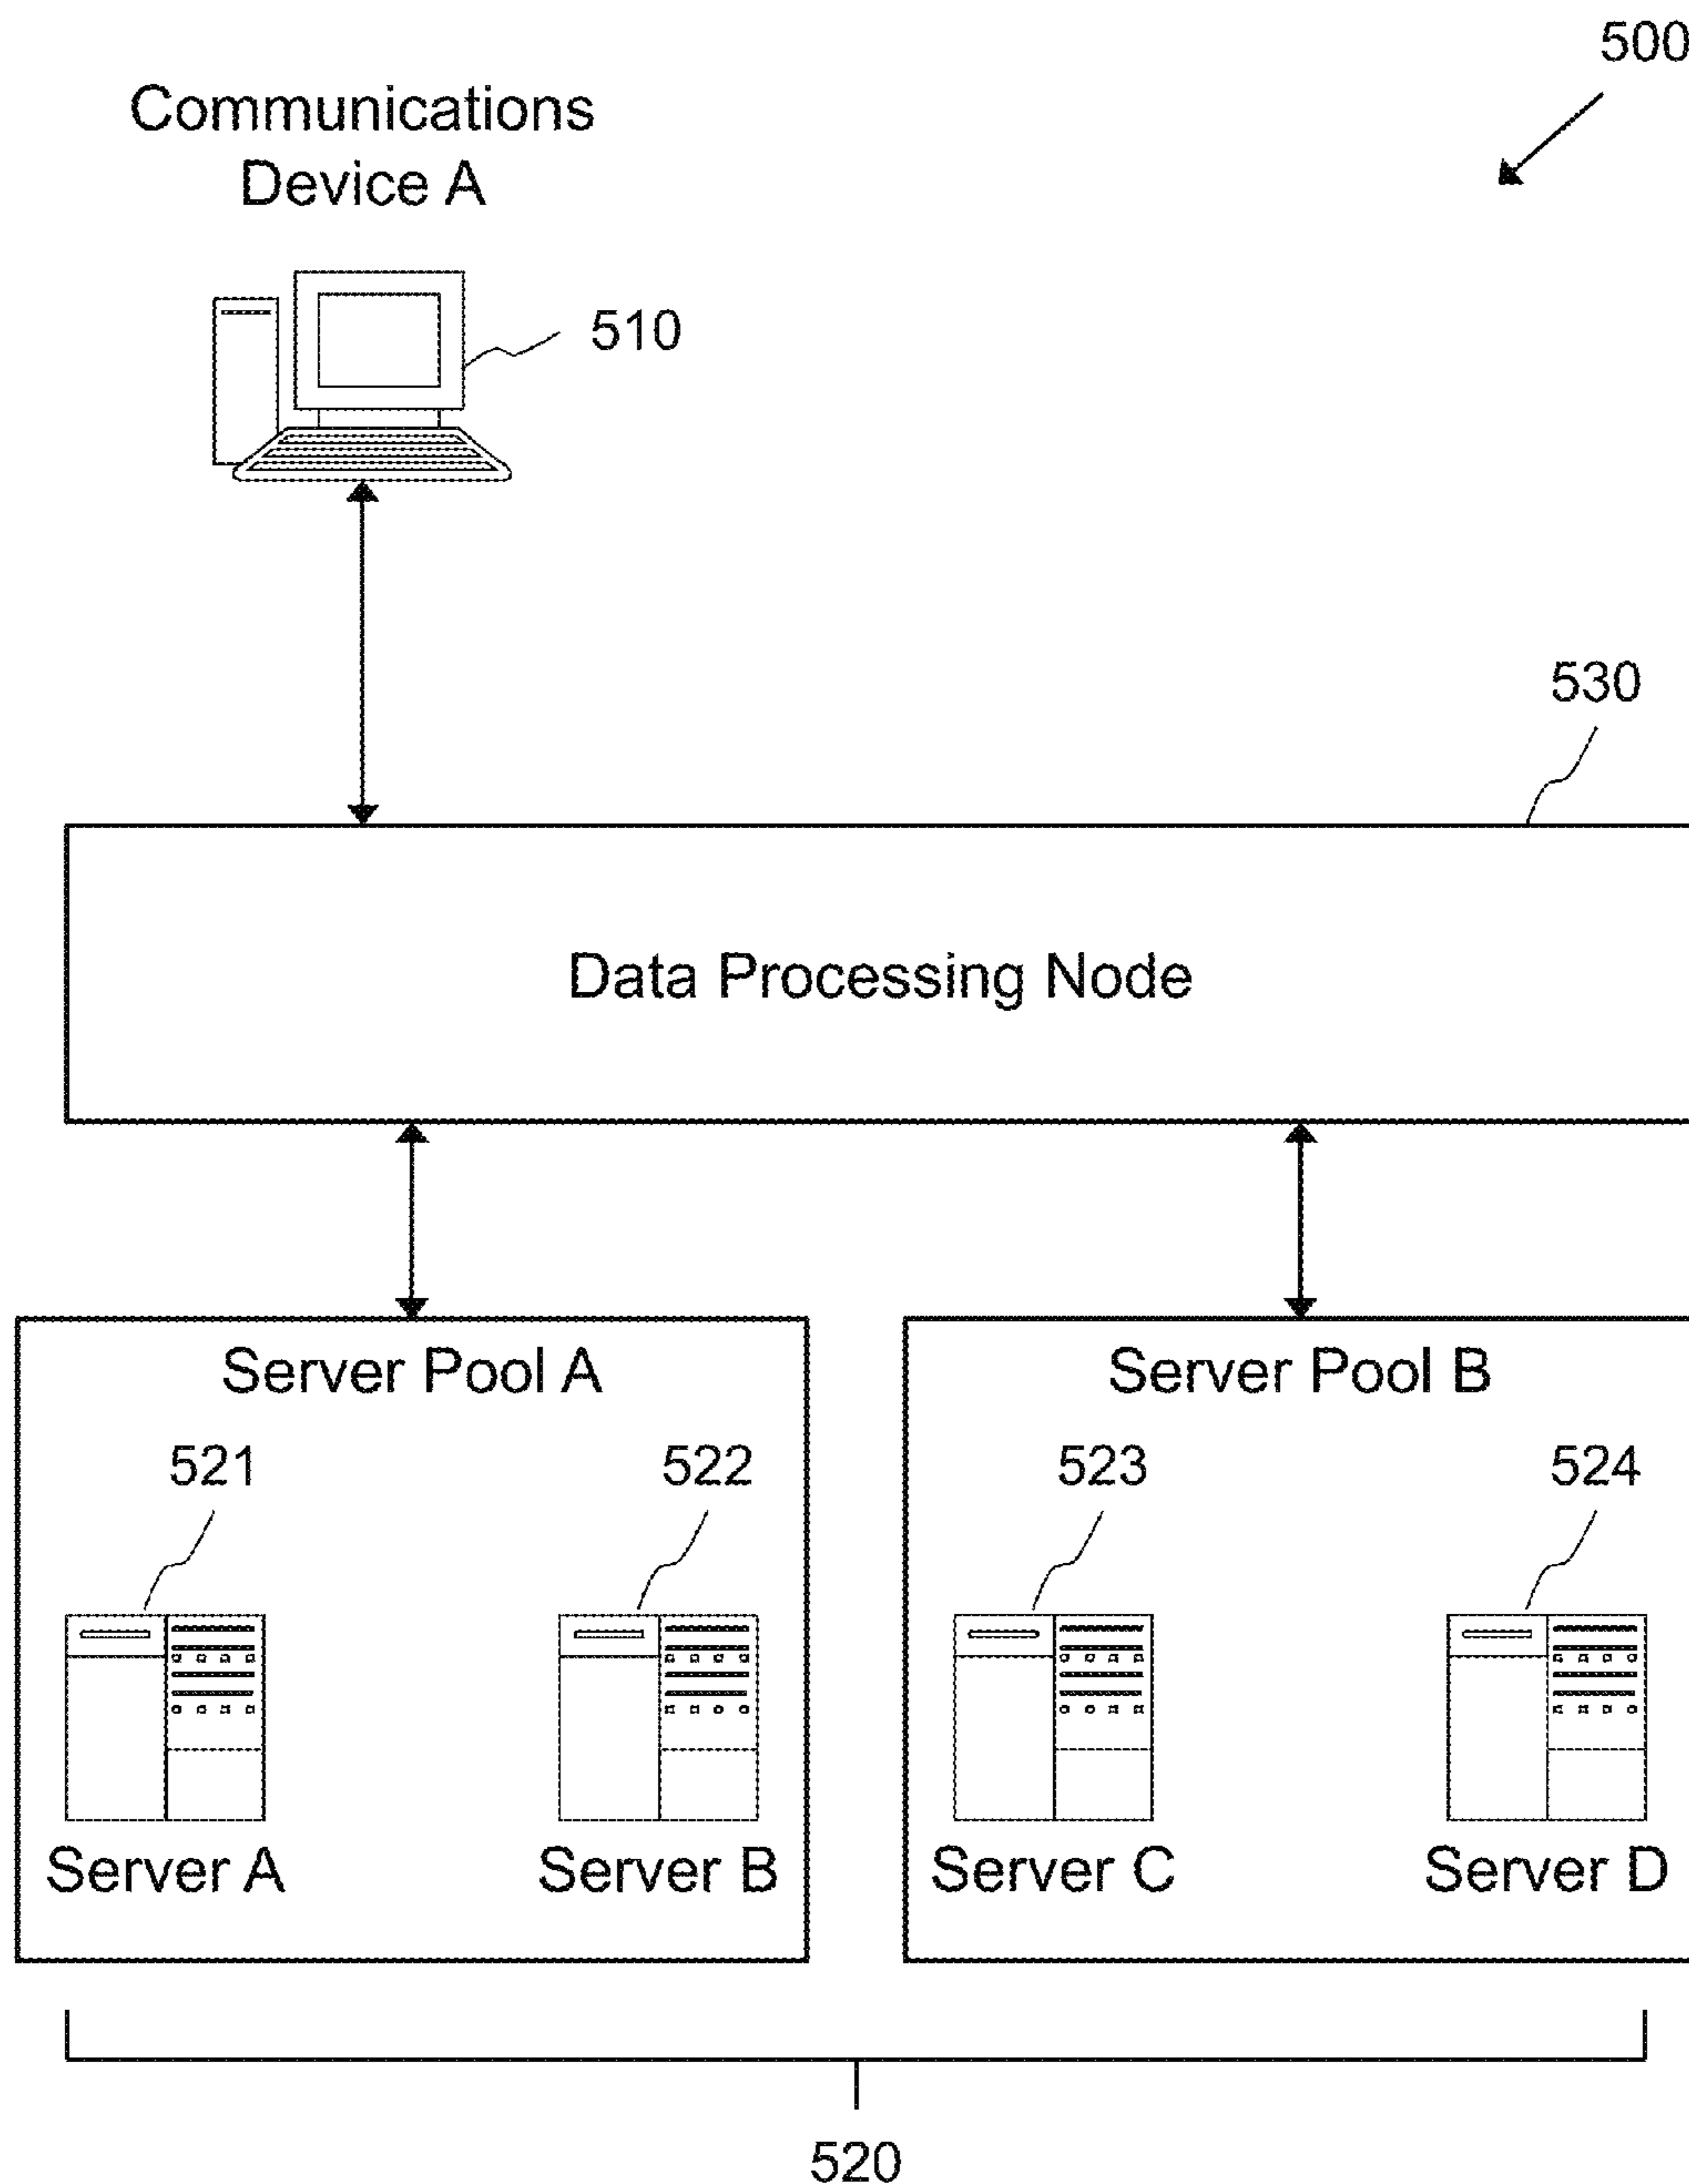 500
Communications
Device A
510
530
Data Processing Node
Server Pool A
Server Pool B
521
522
523
524
Server A
Server B
Server C
Server D
520